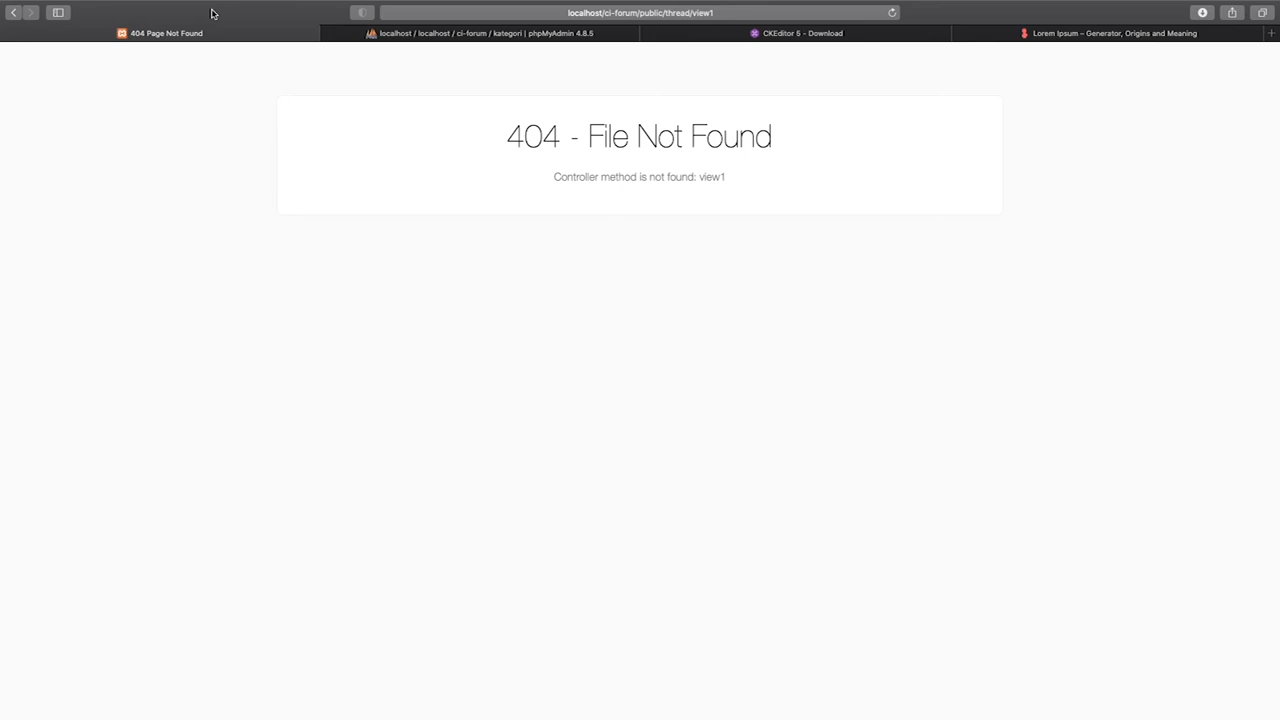 localhost/ci-forum/public/thread/view1
404 Page Not Found
localhost / localhost / ci-forum / kategori | phpMyAdmin 4.8.5
CKEditor 5 - Download
Lorem Ipsum – Generator, Origins and Meaning
404 - File Not Found
Controller method is not found: view1